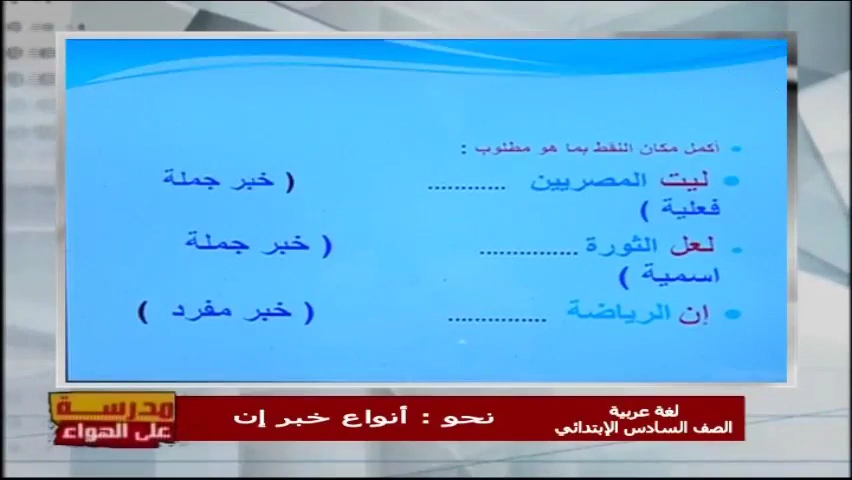 أكمل مكان النقط بما هو مطلوب :
ليت المصريين ............ ( خبر جملة
فعلية )
لعل الثورة ............... ( خبر جملة
اسمية )
إن الرياضة ............... ( خبر مفرد )
لغة عربية
الصف السادس الإبتدائي
نحو : أنواع خبر إن
مدرسة
على الهواء